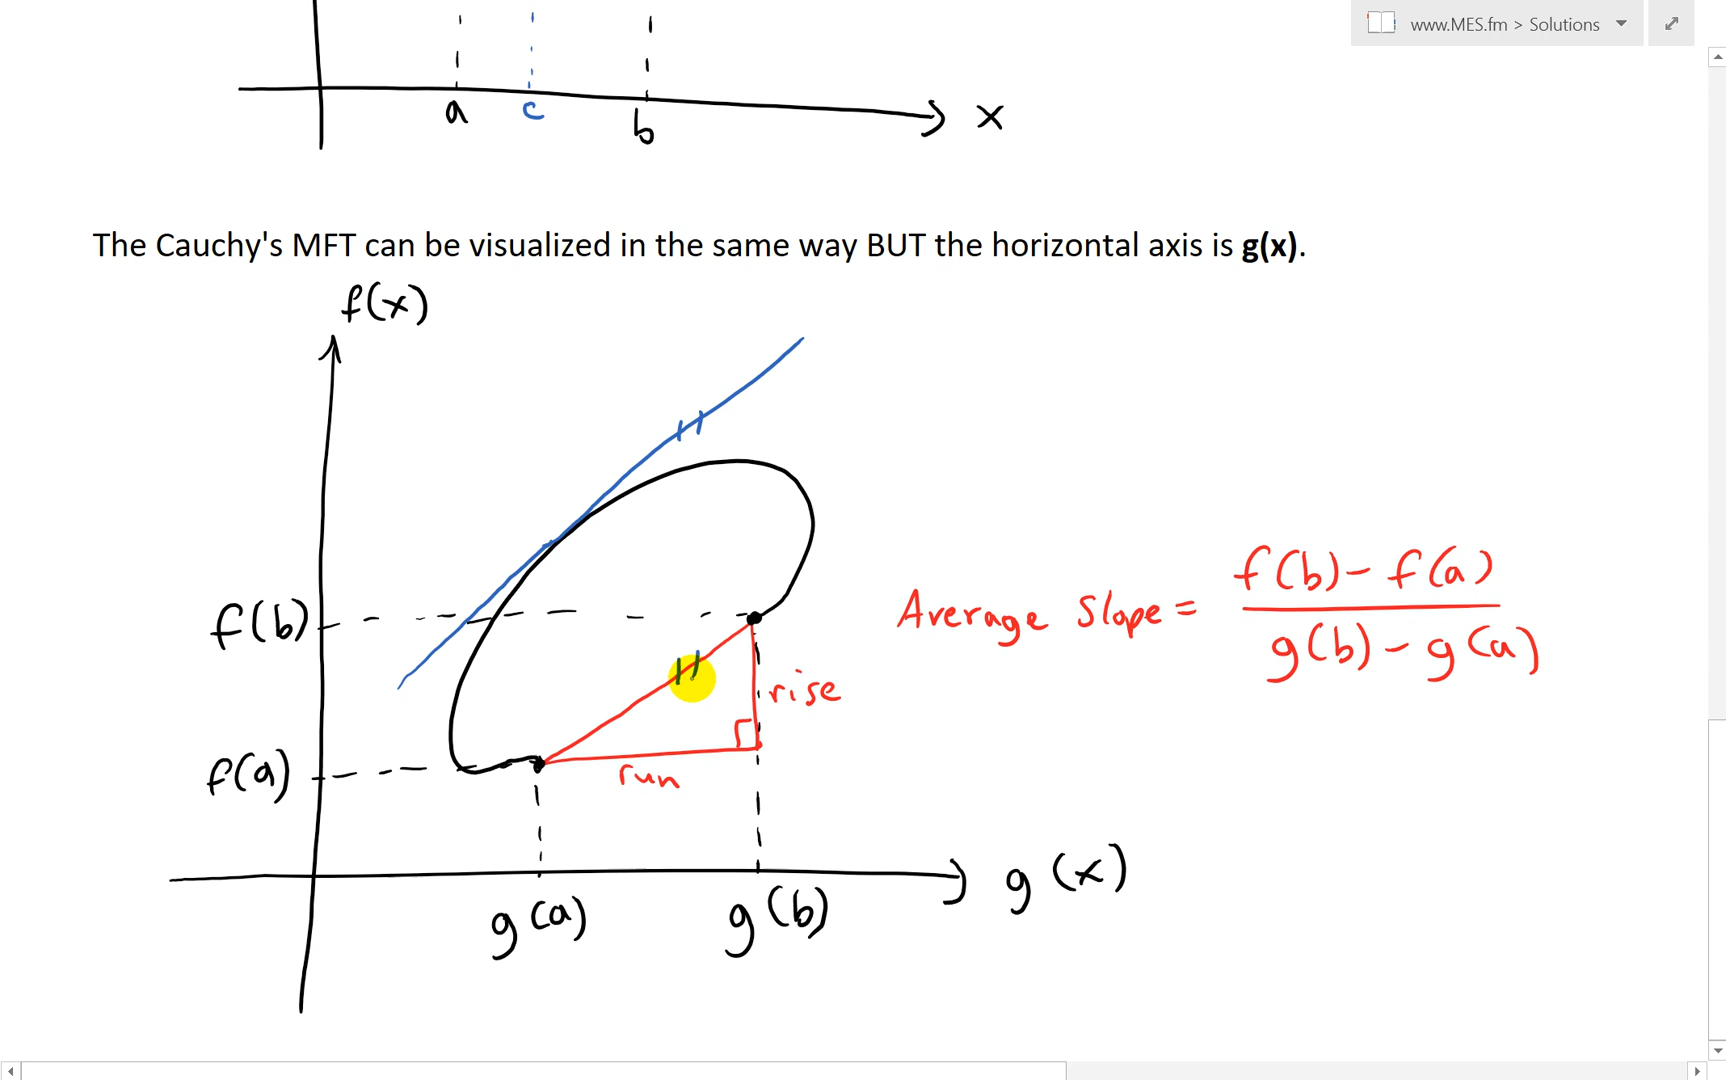 www.MES.fm > Solutions
a c b x
The Cauchy's MFT can be visualized in the same way BUT the horizontal axis is g(x).
f(x)
f(b)
Average Slope = f(b) - f(a) / g(b) - g(a)
rise
f(a)
run
g(x)
g(a) g(b)